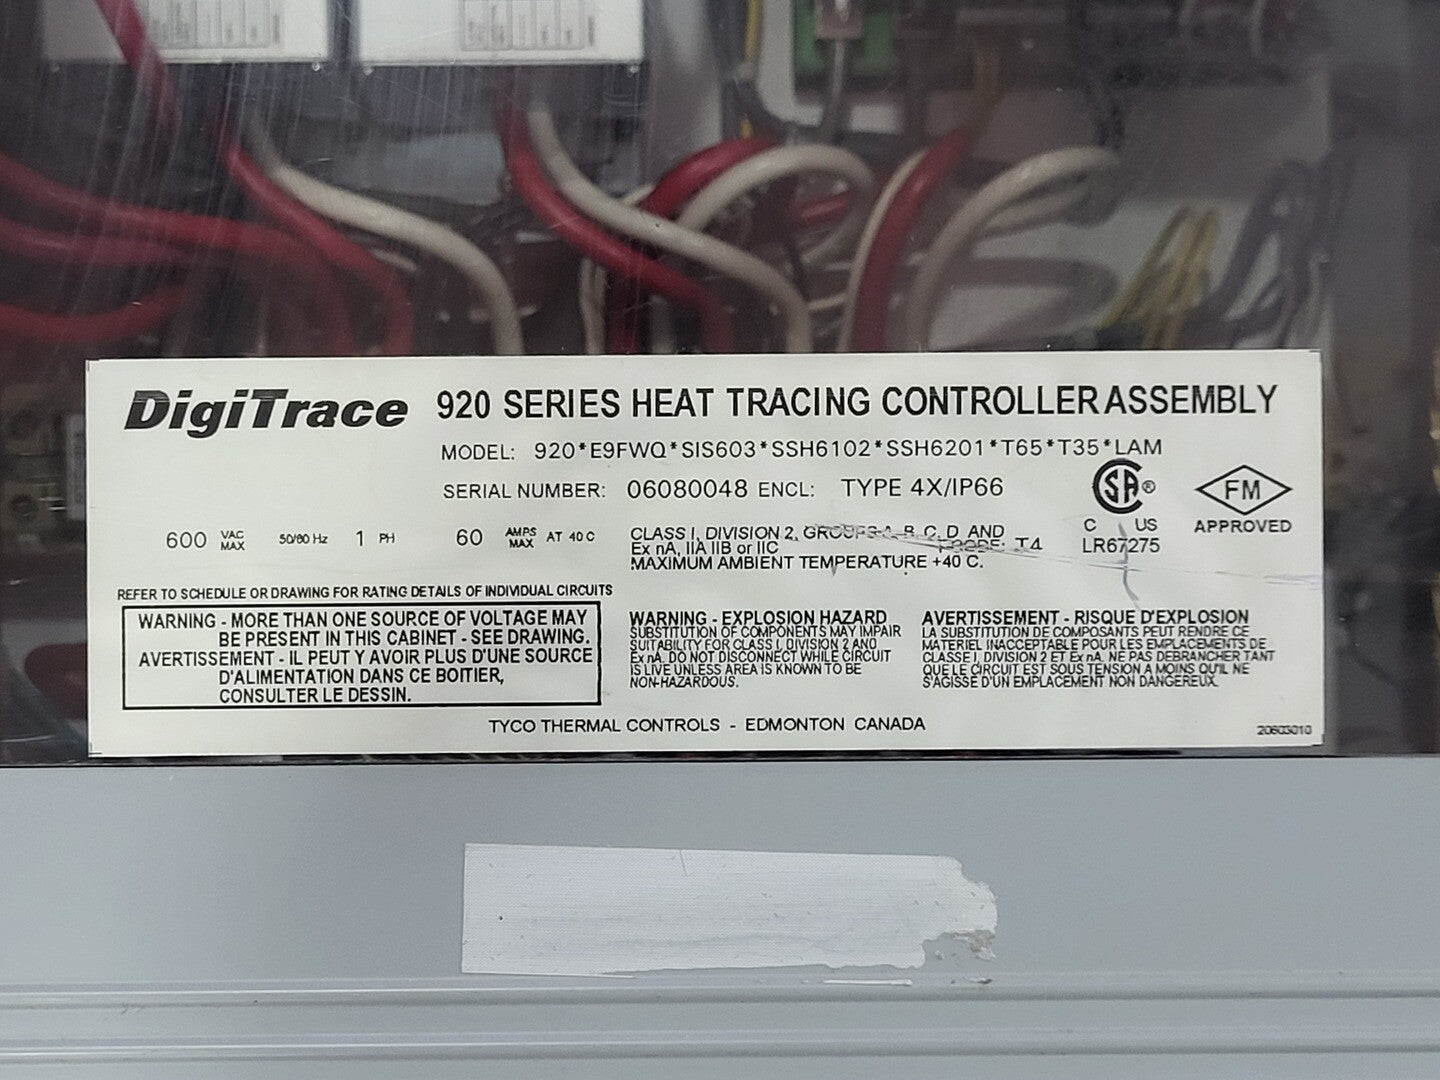 DigiTrace 920 SERIES HEAT TRACING CONTROLLER ASSEMBLY
MODEL: 920*E9FWQ*SIS603*SSH6102*SSH6201*T65*T35*LAM
SERIAL NUMBER: 06080048 ENCL: TYPE 4X/IP66
600 VAC MAX 50/60 Hz 1 PH 60 AMPS MAX AT 40 C
CLASS I, DIVISION 2, GROUPS A, B, C, D AND
Ex nA, IIA IIB or IIC T4
MAXIMUM AMBIENT TEMPERATURE +40 C.
SA ®
C US
LR67275
FM
APPROVED
REFER TO SCHEDULE OR DRAWING FOR RATING DETAILS OF INDIVIDUAL CIRCUITS
WARNING - MORE THAN ONE SOURCE OF VOLTAGE MAY
BE PRESENT IN THIS CABINET - SEE DRAWING.
AVERTISSEMENT - IL PEUT Y AVOIR PLUS D'UNE SOURCE
D'ALIMENTATION DANS CE BOITIER,
CONSULTER LE DESSIN.
WARNING - EXPLOSION HAZARD
SUBSTITUTION OF COMPONENTS MAY IMPAIR
SUITABILITY FOR CLASS I, DIVISION 2 AND
Ex nA. DO NOT DISCONNECT WHILE CIRCUIT
IS LIVE UNLESS AREA IS KNOWN TO BE
NON-HAZARDOUS.
AVERTISSEMENT - RISQUE D'EXPLOSION
LA SUBSTITUTION DE COMPOSANTS PEUT RENDRE CE
MATERIEL INACCEPTABLE POUR LES EMPLACEMENTS DE
CLASSE I, DIVISION 2 ET Ex nA. NE PAS DEBRANCHER TANT
QUE LE CIRCUIT EST SOUS TENSION A MOINS QU'IL NE
S'AGISSE D'UN EMPLACEMENT NON DANGEREUX.
TYCO THERMAL CONTROLS - EDMONTON CANADA
20603010